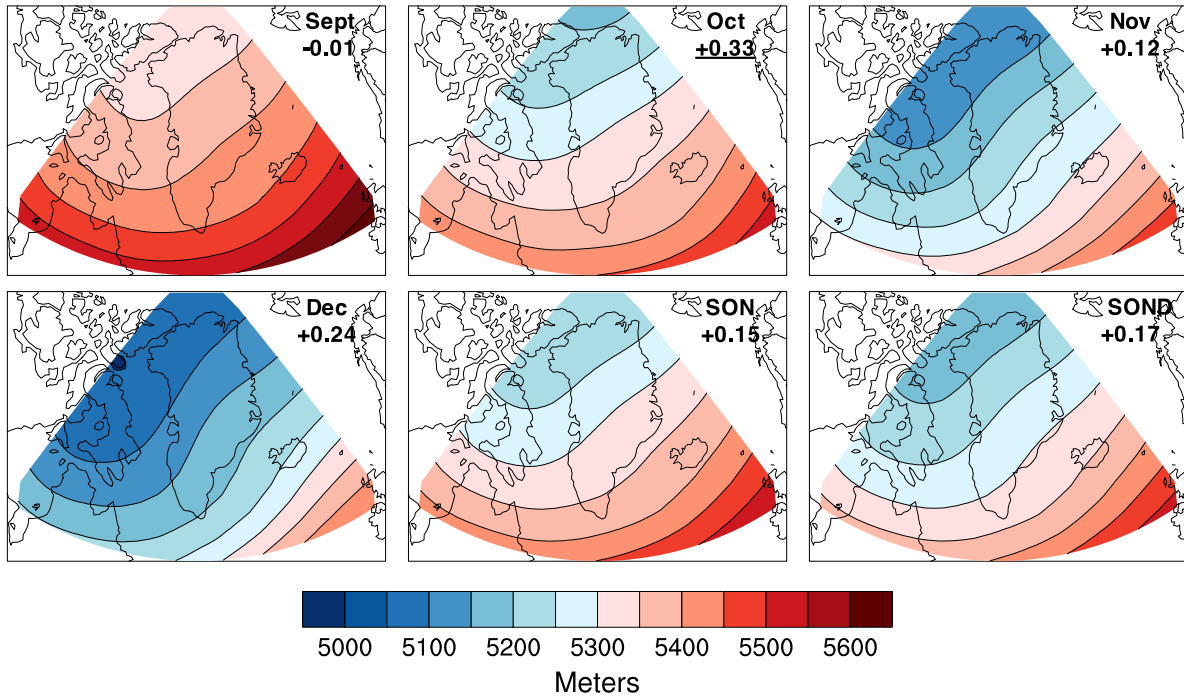 Sept
-0.01
Oct
+0.33
Nov
+0.12
Dec
+0.24
SON
+0.15
SOND
+0.17
5000 5100 5200 5300 5400 5500 5600
Meters